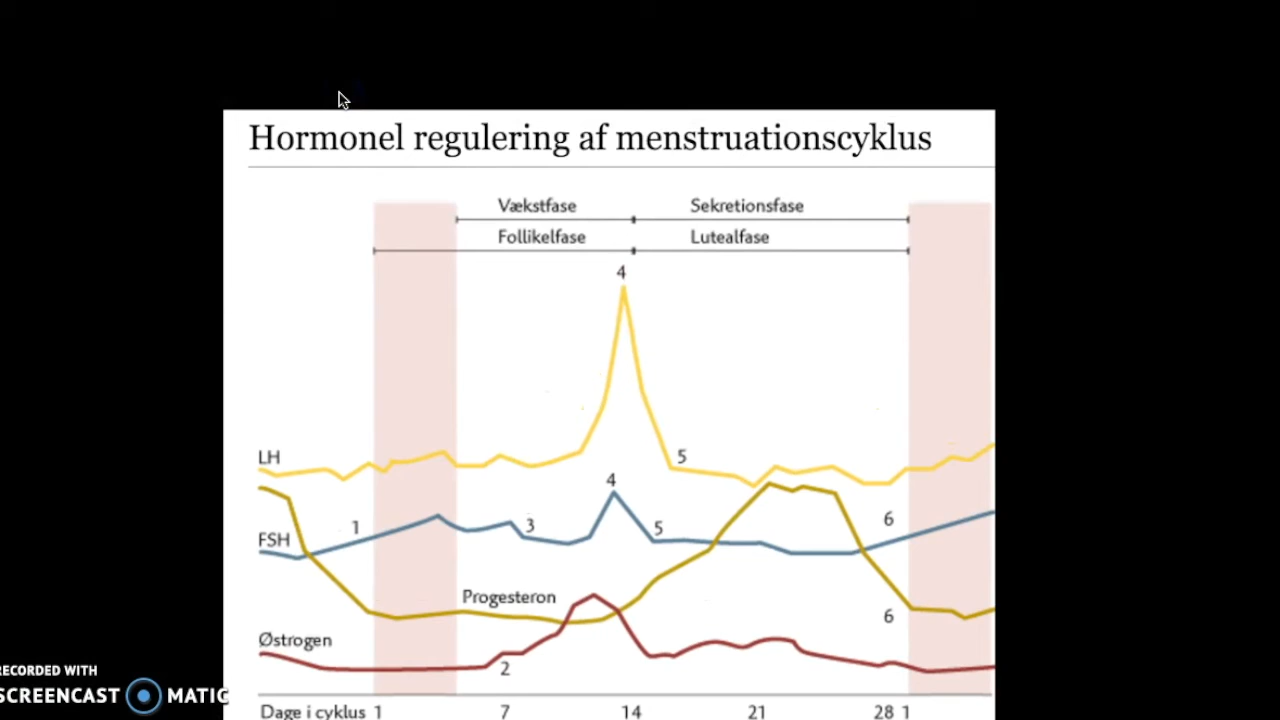 Hormonel regulering af menstruationscyklus
Vækstfase
Sekretionsfase
Follikelfase
Lutealfase
4
LH
5
4
1
3
5
6
FSH
Progesteron
6
Østrogen
2
Dage i cyklus 1 7 14 21 28 1
RECORDED WITH
SCREENCAST MATIC